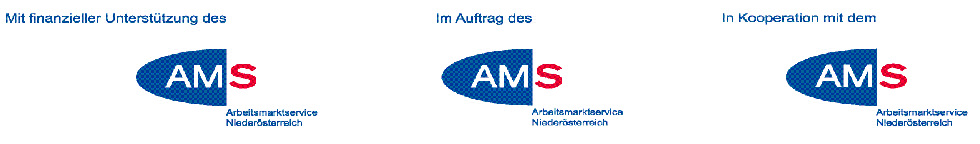 Mit finanzieller Unterstützung des
AMS
Arbeitsmarktservice
Niederösterreich
Im Auftrag des
AMS
Arbeitsmarktservice
Niederösterreich
In Kooperation mit dem
AMS
Arbeitsmarktservice
Niederösterreich